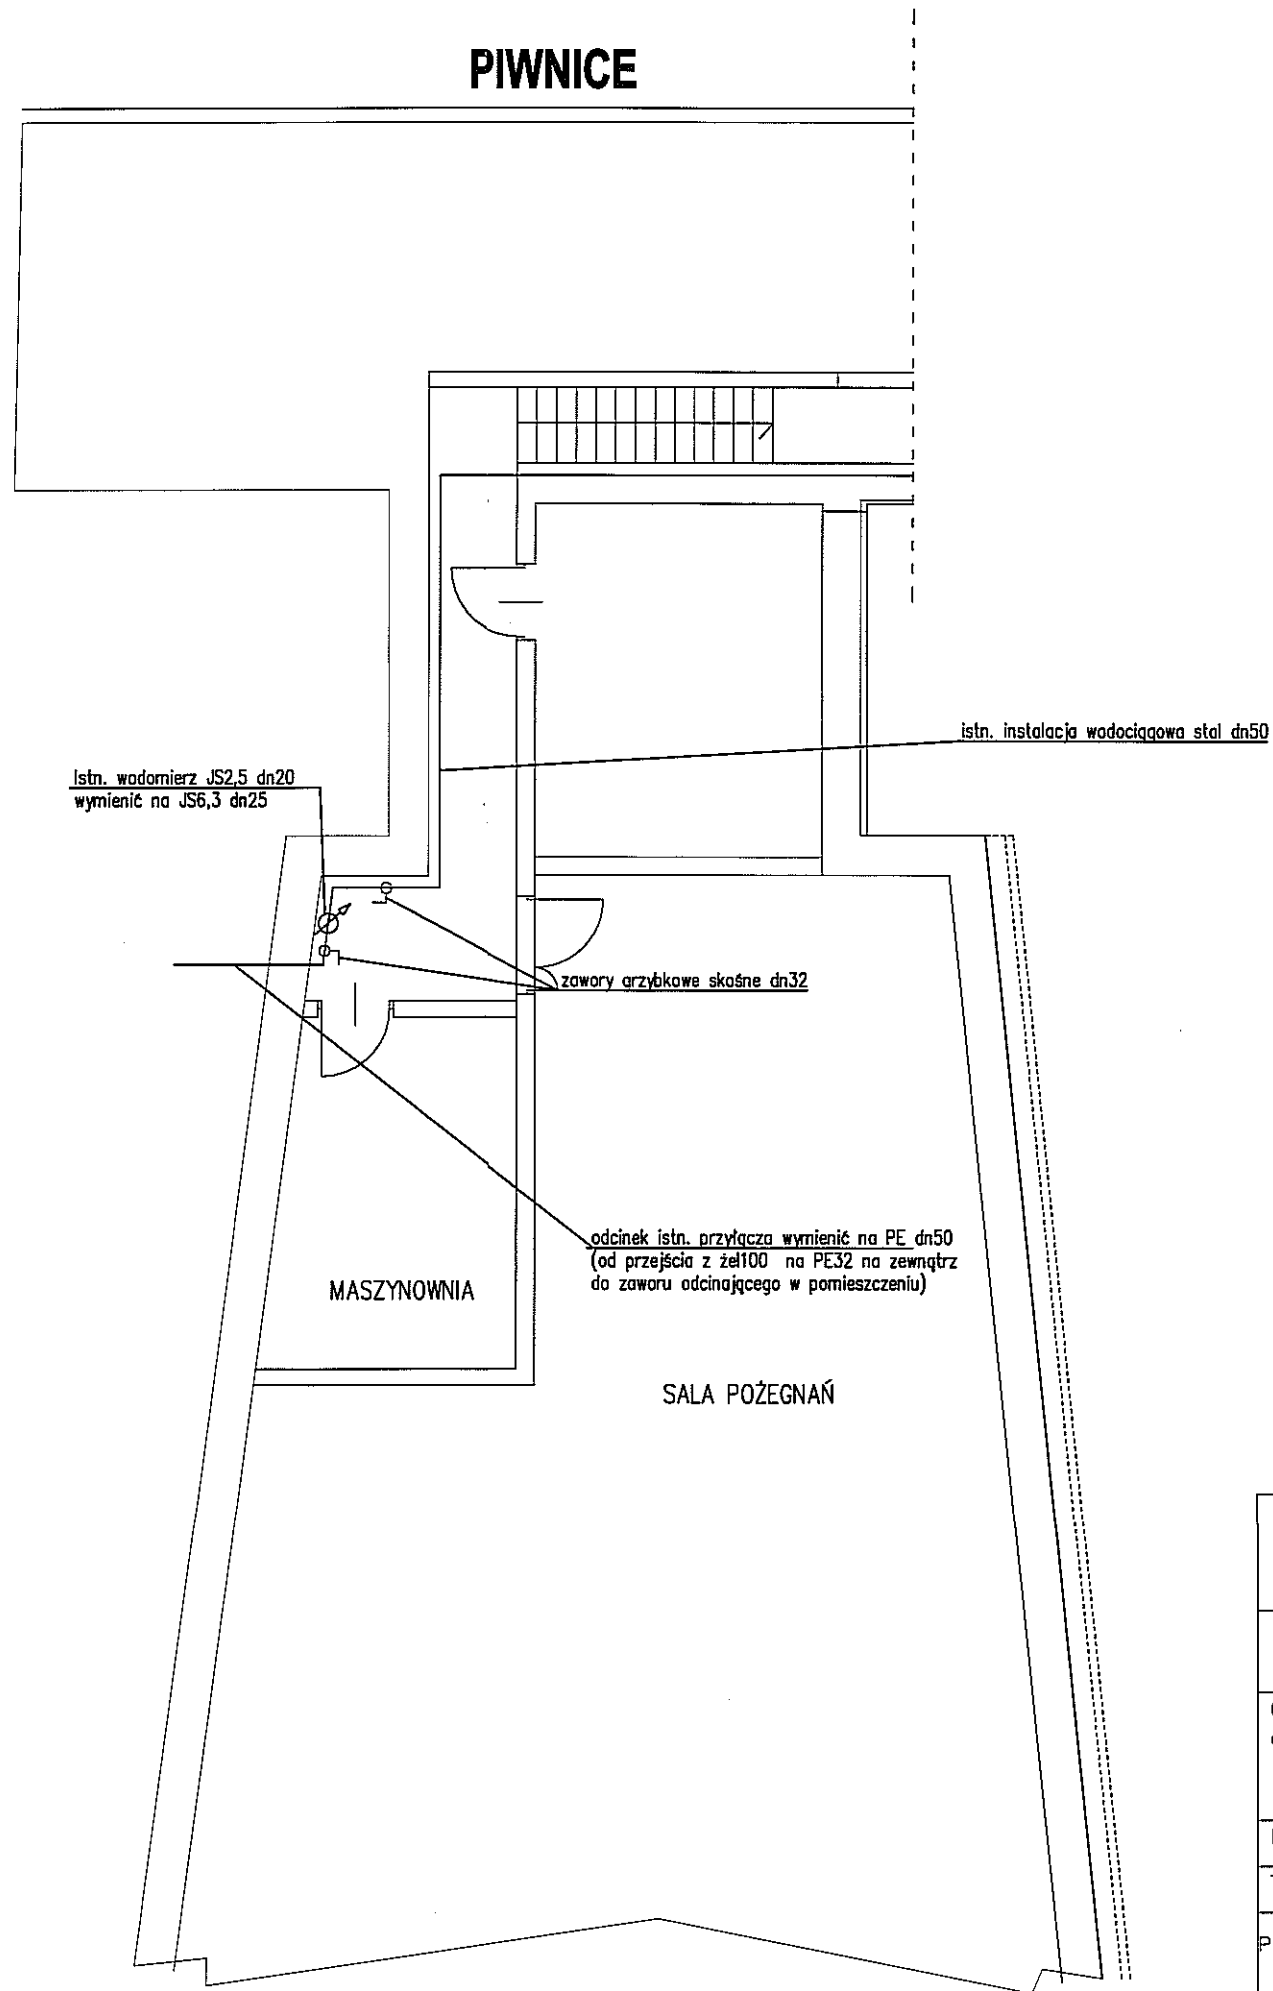 PIWNICE
istn. instalacja wodociągowa stal dn50
Istn. wodomierz JS2,5 dn20
wymienić na JS6,3 dn25
zawory grzybkowe skośne dn32
odcinek istn. przyłącza wymienić na PE dn50
(od przejścia z żel100 na PE32 na zewnątrz
do zaworu odcinającego w pomieszczeniu)
MASZYNOWNIA
SALA POŻEGNAŃ